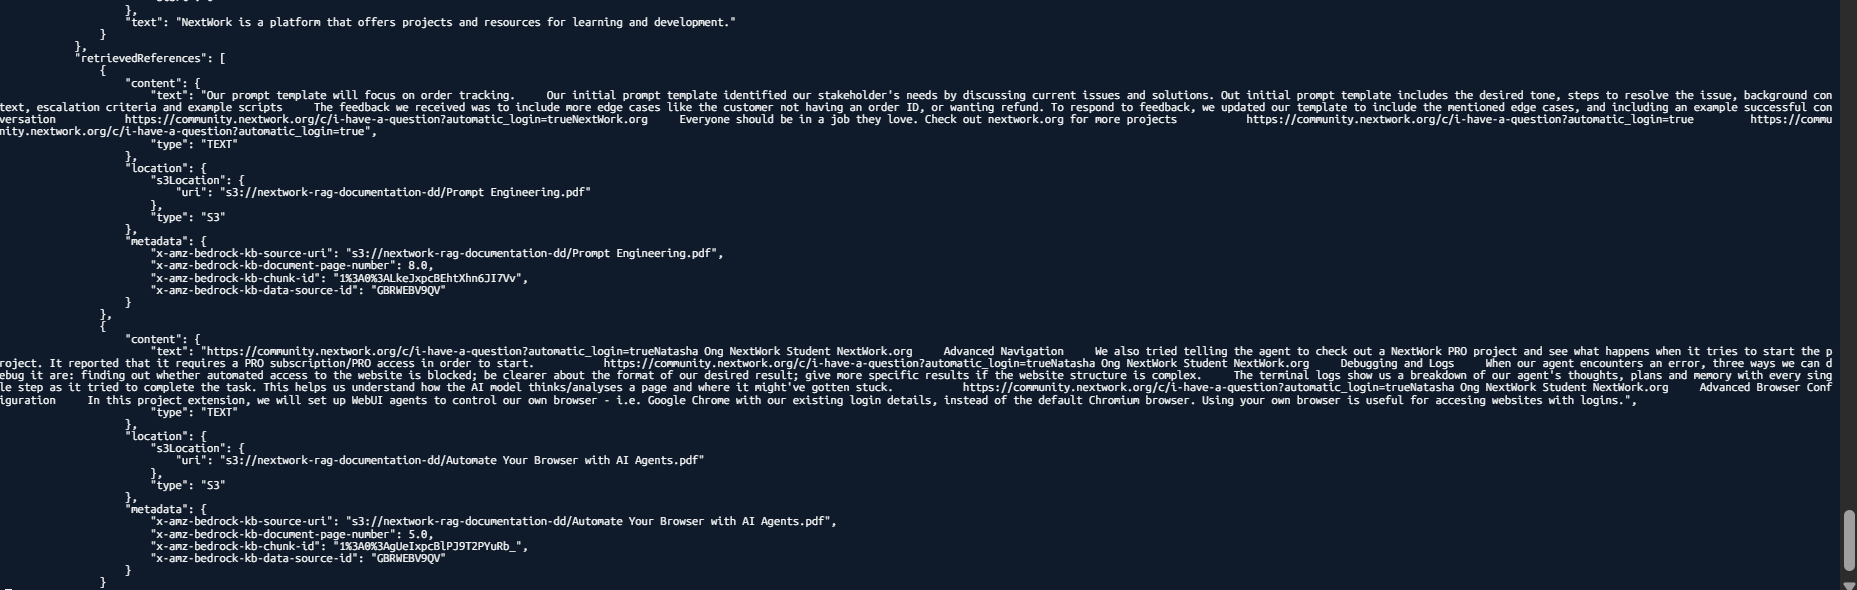 },
"text": "NextWork is a platform that offers projects and resources for learning and development."
}
},
"retrievedReferences": [
{
"content": {
"text": "Our prompt template will focus on order tracking.     Our initial prompt template identified our stakeholder's needs by discussing current issues and solutions. Out initial prompt template includes the desired tone, steps to resolve the issue, background con
text, escalation criteria and example scripts     The feedback we received was to include more edge cases like the customer not having an order ID, or wanting refund. To respond to feedback, we updated our template to include the mentioned edge cases, and including an example successful con
versation          https://community.nextwork.org/c/i-have-a-question?automatic_login=trueNextWork.org     Everyone should be in a job they love. Check out nextwork.org for more projects          https://community.nextwork.org/c/i-have-a-question?automatic_login=true         https://commu
nity.nextwork.org/c/i-have-a-question?automatic_login=true",
"type": "TEXT"
},
"location": {
"s3Location": {
"uri": "s3://nextwork-rag-documentation-dd/Prompt Engineering.pdf"
},
"type": "S3"
},
"metadata": {
"x-amz-bedrock-kb-source-uri": "s3://nextwork-rag-documentation-dd/Prompt Engineering.pdf",
"x-amz-bedrock-kb-document-page-number": 8.0,
"x-amz-bedrock-kb-chunk-id": "1%3A0%3ALkeJxpcBEhtXhn6JI7Vv",
"x-amz-bedrock-kb-data-source-id": "GBRWEBV9QV"
}
},
{
"content": {
"text": "https://community.nextwork.org/c/i-have-a-question?automatic_login=trueNatasha Ong NextWork Student NextWork.org     Advanced Navigation     We also tried telling the agent to check out a NextWork PRO project and see what happens when it tries to start the p
roject. It reported that it requires a PRO subscription/PRO access in order to start.          https://community.nextwork.org/c/i-have-a-question?automatic_login=trueNatasha Ong NextWork Student NextWork.org     Debugging and Logs     When our agent encounters an error, three ways we can d
ebug it are: finding out whether automated access to the website is blocked; be clearer about the format of our desired result; give more specific results if the website structure is complex.     The terminal logs show us a breakdown of our agent's thoughts, plans and memory with every sing
le step as it tried to complete the task. This helps us understand how the AI model thinks/analyses a page and where it might've gotten stuck.          https://community.nextwork.org/c/i-have-a-question?automatic_login=trueNatasha Ong NextWork Student NextWork.org     Advanced Browser Conf
iguration     In this project extension, we will set up WebUI agents to control our own browser - i.e. Google Chrome with our existing login details, instead of the default Chromium browser. Using your own browser is useful for accesing websites with logins.",
"type": "TEXT"
},
"location": {
"s3Location": {
"uri": "s3://nextwork-rag-documentation-dd/Automate Your Browser with AI Agents.pdf"
},
"type": "S3"
},
"metadata": {
"x-amz-bedrock-kb-source-uri": "s3://nextwork-rag-documentation-dd/Automate Your Browser with AI Agents.pdf",
"x-amz-bedrock-kb-document-page-number": 5.0,
"x-amz-bedrock-kb-chunk-id": "1%3A0%3AgUeIxpcBlPJ9T2PYuRb_",
"x-amz-bedrock-kb-data-source-id": "GBRWEBV9QV"
}
}